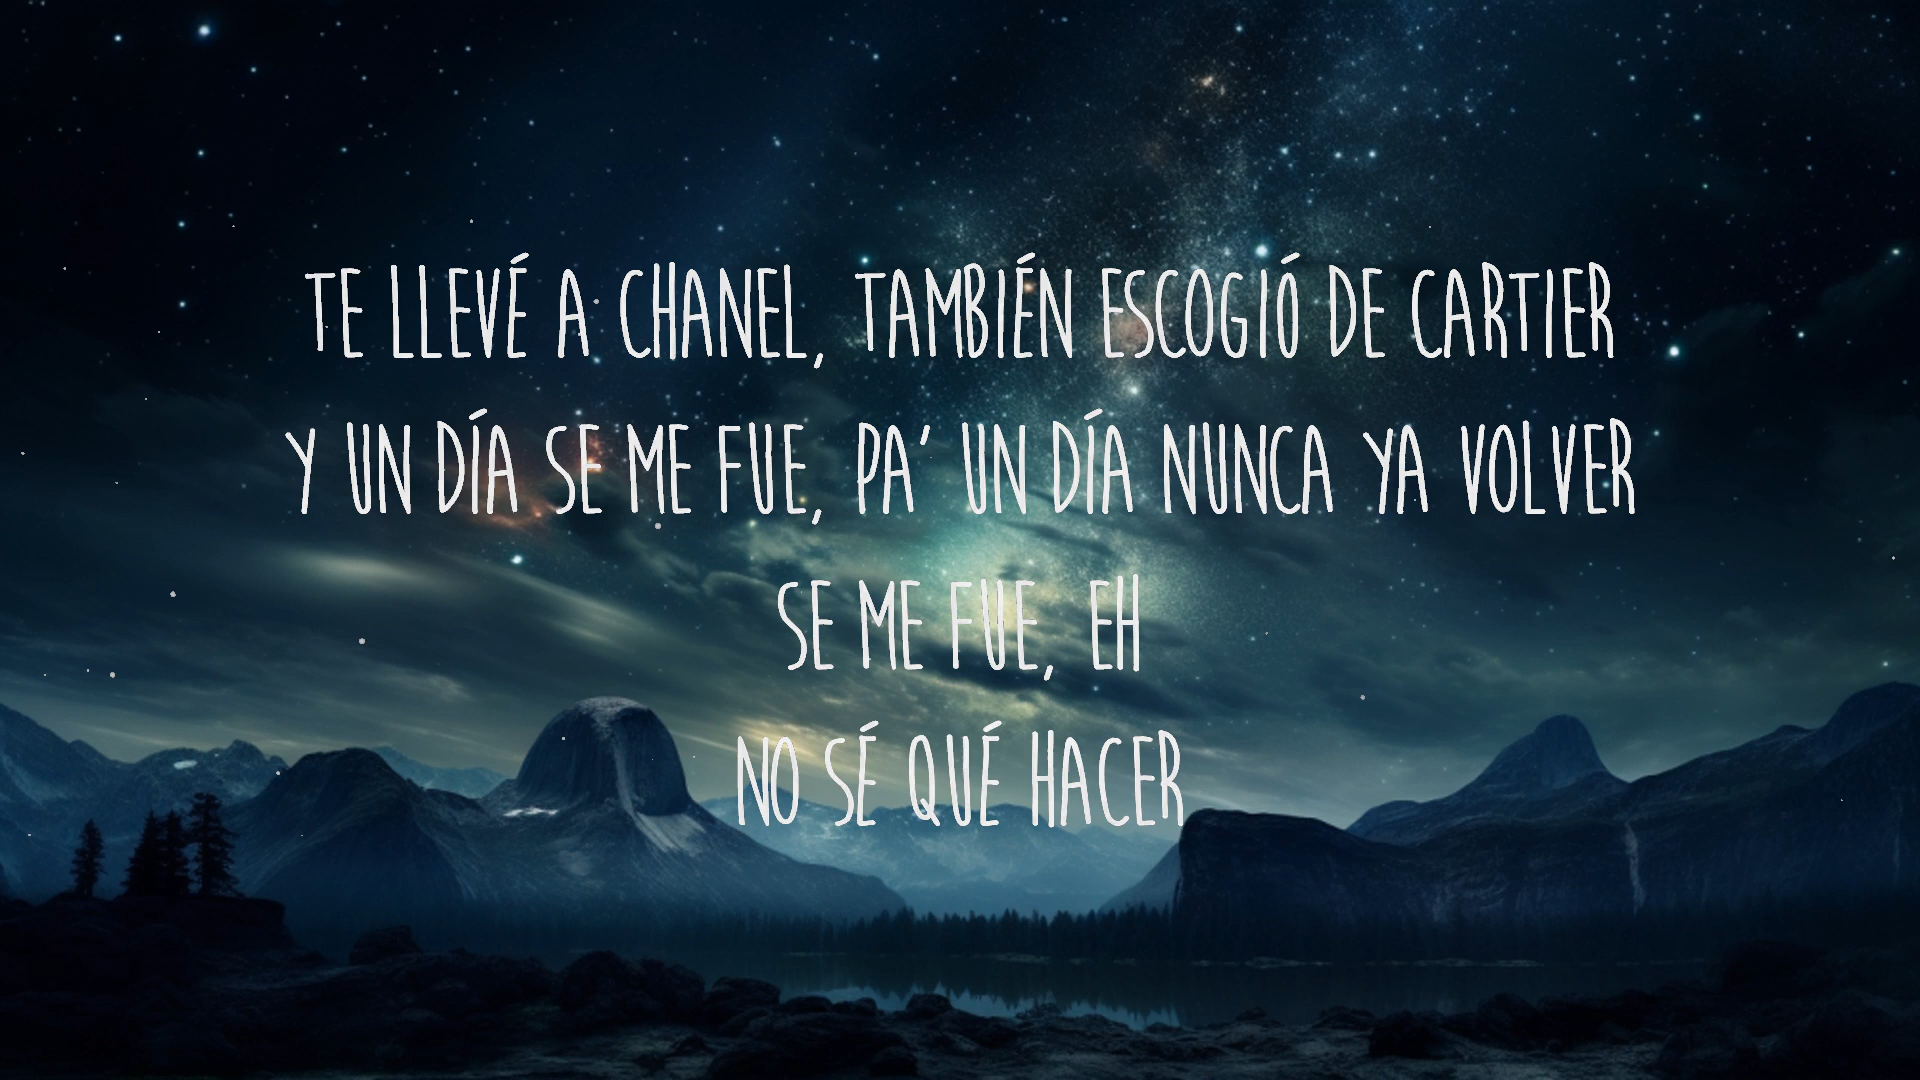 TE LLEVÉ A CHANEL, TAMBIÉN ESCOGIÓ DE CARTIER
Y UN DÍA SE ME FUE, PA' UN DÍA NUNCA YA VOLVER
SE ME FUE, EH
NO SÉ QUÉ HACER